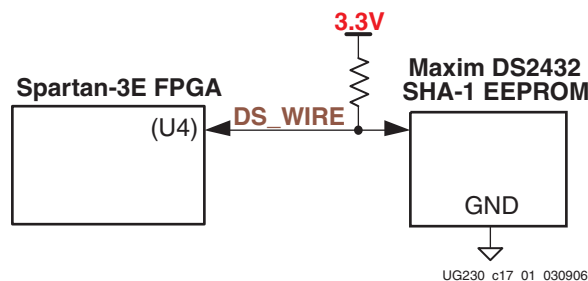 3.3V
Maxim DS2432
SHA-1 EEPROM
Spartan-3E FPGA
(U4)
DS_WIRE
GND
UG230_c17_01_030906